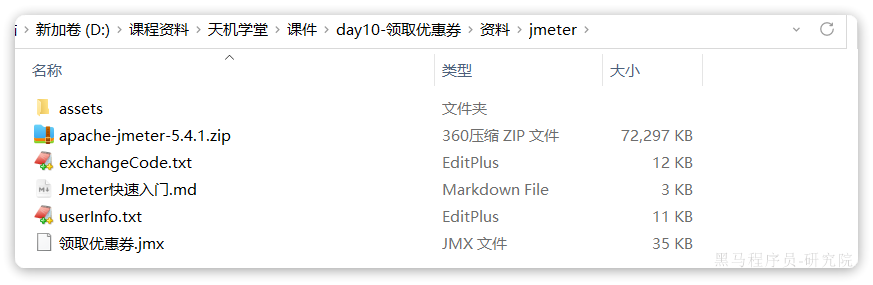 新加卷 (D:) > 课程资料 > 天机学堂 > 课件 > day10-领取优惠券 > 资料 > jmeter >
名称 类型 大小
assets 文件夹
apache-jmeter-5.4.1.zip 360压缩 ZIP 文件 72,297 KB
exchangeCode.txt EditPlus 12 KB
Jmeter快速入门.md Markdown File 3 KB
userInfo.txt EditPlus 11 KB
领取优惠券.jmx JMX 文件 35 KB
黑马程序员-研究院